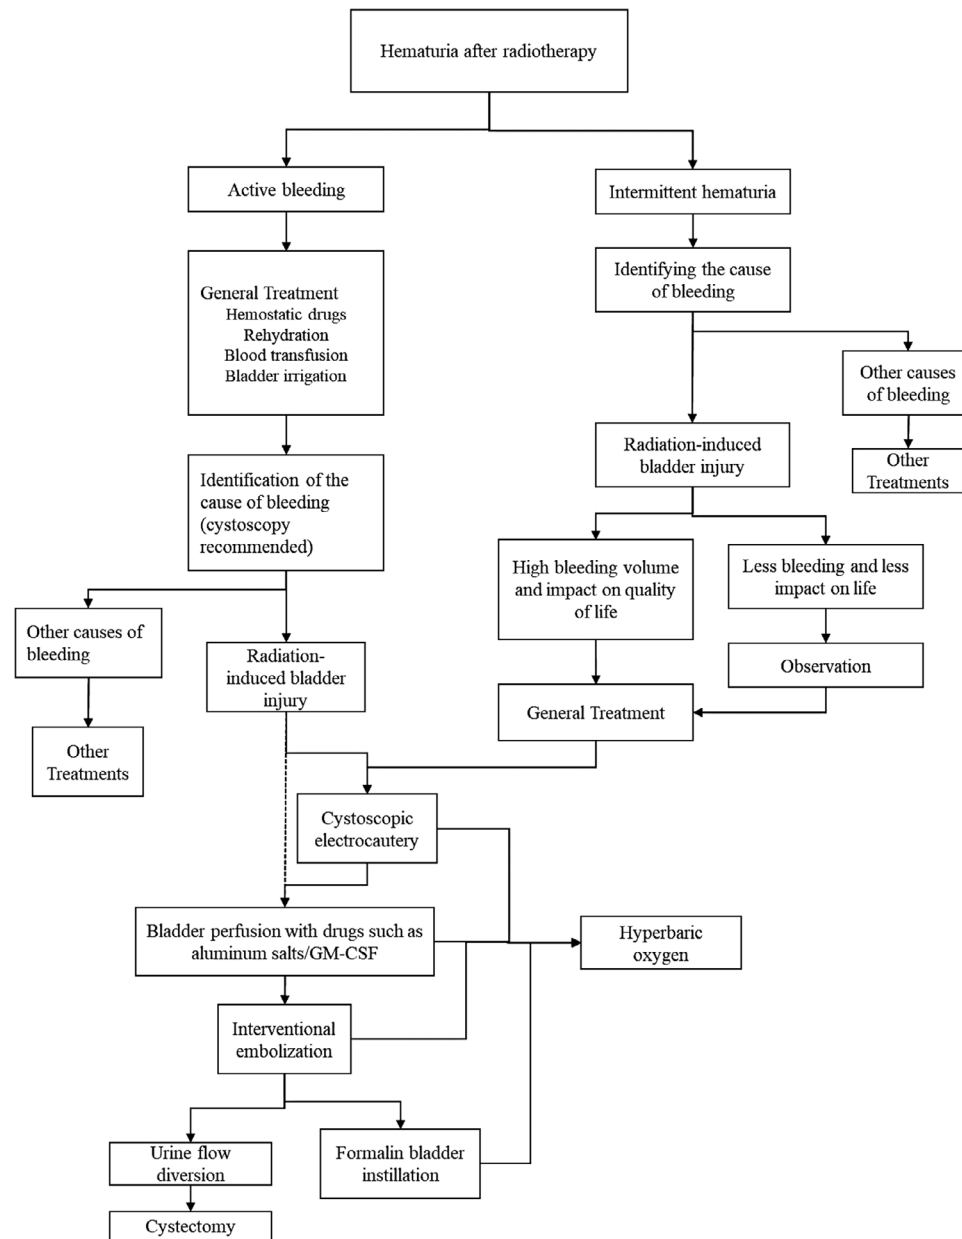 Hematuria after radiotherapy
Active bleeding
Intermittent hematuria
General Treatment
Hemostatic drugs
Rehydration
Blood transfusion
Bladder irrigation
Identifying the cause
of bleeding
Other causes
of bleeding
Other
Treatments
Radiation-induced
bladder injury
Identification of the
cause of bleeding
(cystoscopy
recommended)
High bleeding volume
and impact on quality
of life
Less bleeding and less
impact on life
Observation
General Treatment
Other causes of
bleeding
Other
Treatments
Radiation-
induced bladder
injury
Cystoscopic
electrocautery
Bladder perfusion with drugs such as
aluminum salts/GM-CSF
Hyperbaric
oxygen
Interventional
embolization
Urine flow
diversion
Formalin bladder
instillation
Cystectomy